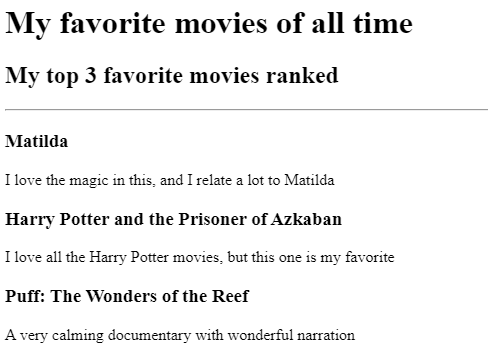 My favorite movies of all time
My top 3 favorite movies ranked
Matilda
I love the magic in this, and I relate a lot to Matilda
Harry Potter and the Prisoner of Azkaban
I love all the Harry Potter movies, but this one is my favorite
Puff: The Wonders of the Reef
A very calming documentary with wonderful narration